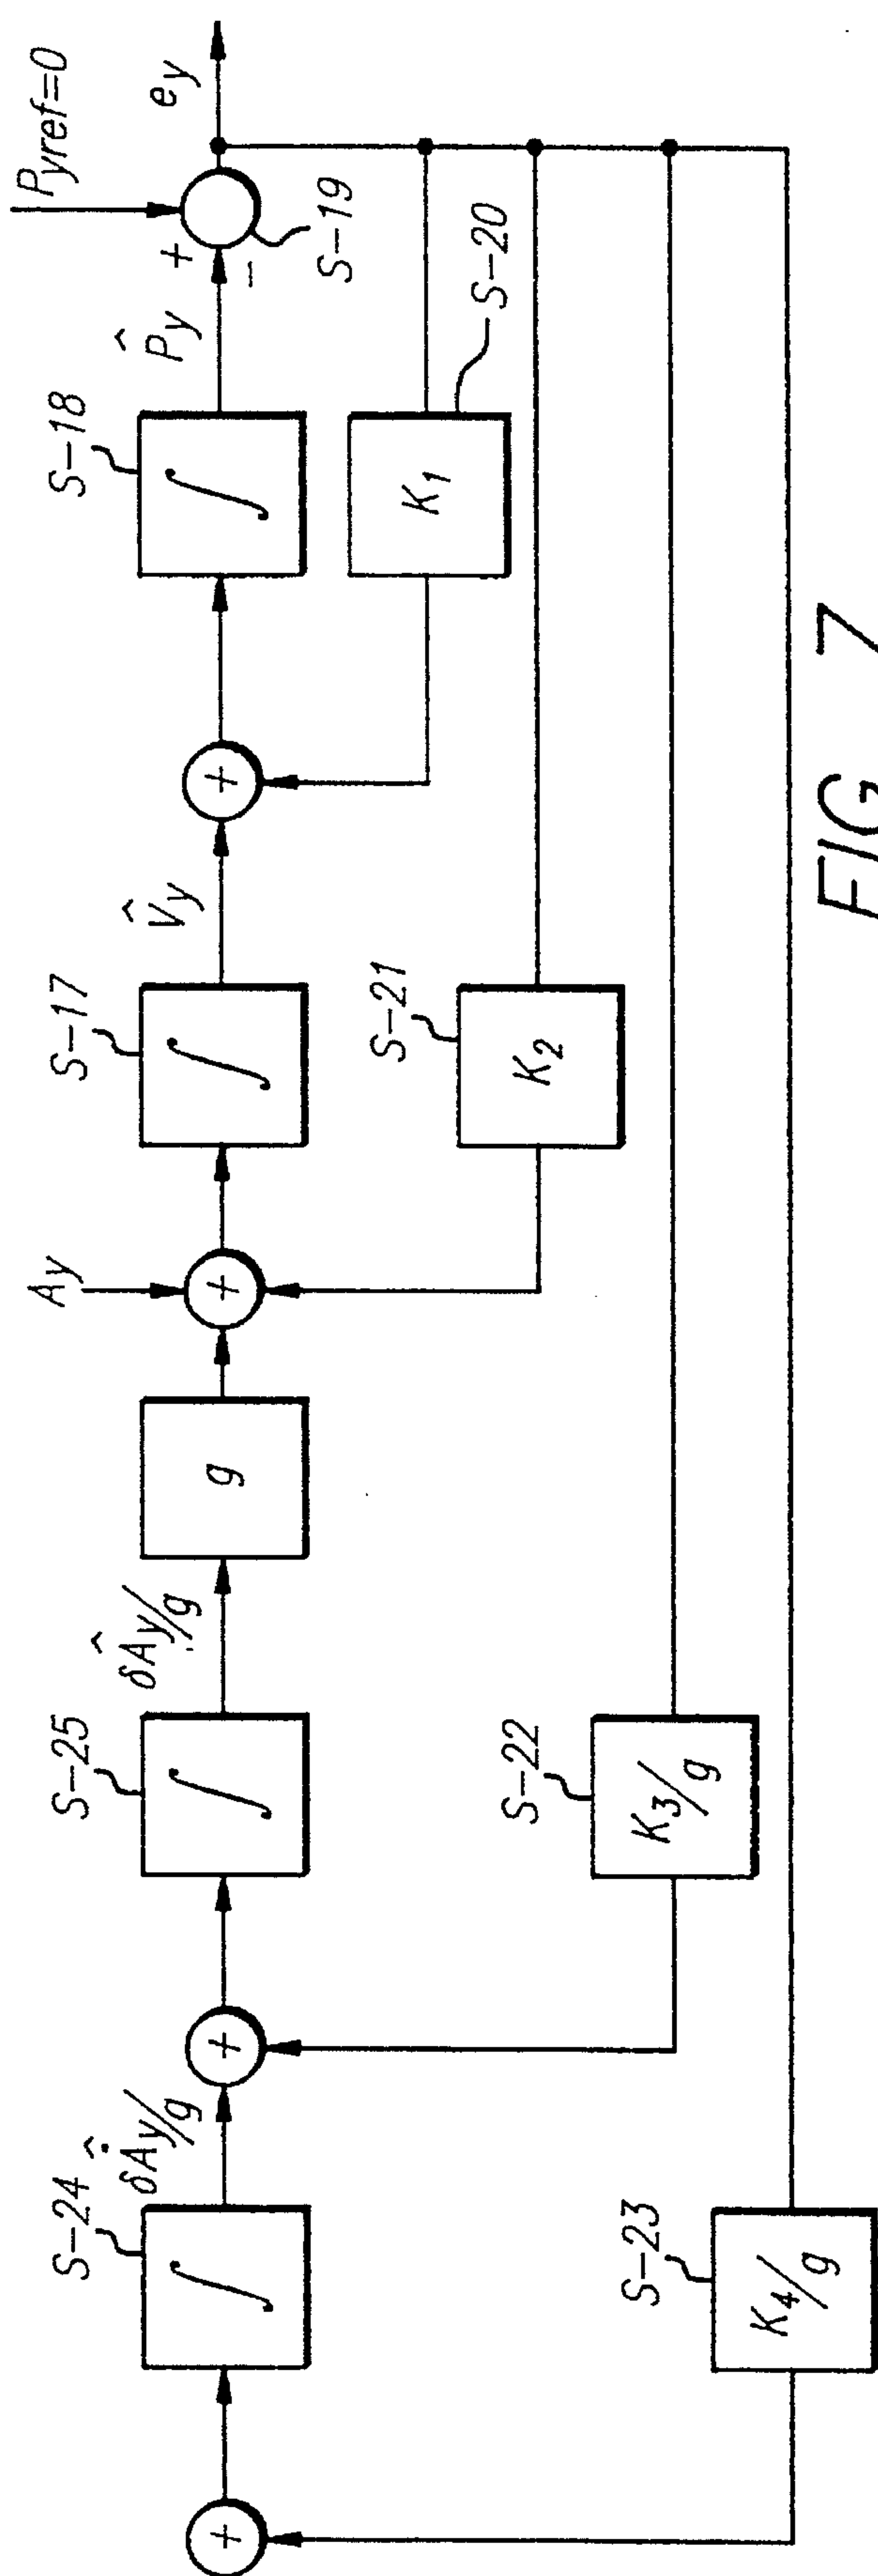 S-24
∫
δȦ̂y/g
S-25
∫
δÂy/g
g
Ay
S-17
∫
V̂y
S-18
∫
P̂y
Pyref=0
+
-
ey
S-19
+
+
+
+
K1
S-20
S-21
K2
S-22
K3/g
S-23
K4/g
FIG 7